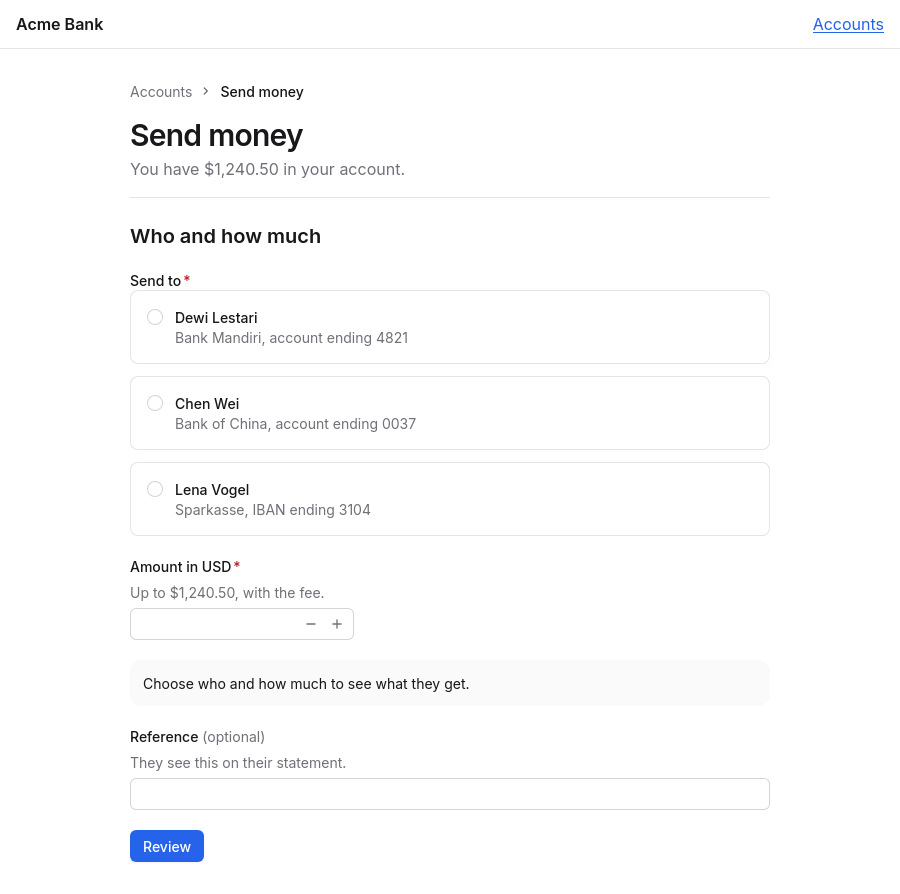 Acme Bank
Accounts
Accounts > Send money
Send money
You have $1,240.50 in your account.
Who and how much
Send to*
Dewi Lestari
Bank Mandiri, account ending 4821
Chen Wei
Bank of China, account ending 0037
Lena Vogel
Sparkasse, IBAN ending 3104
Amount in USD*
Up to $1,240.50, with the fee.
Choose who and how much to see what they get.
Reference (optional)
They see this on their statement.
Review